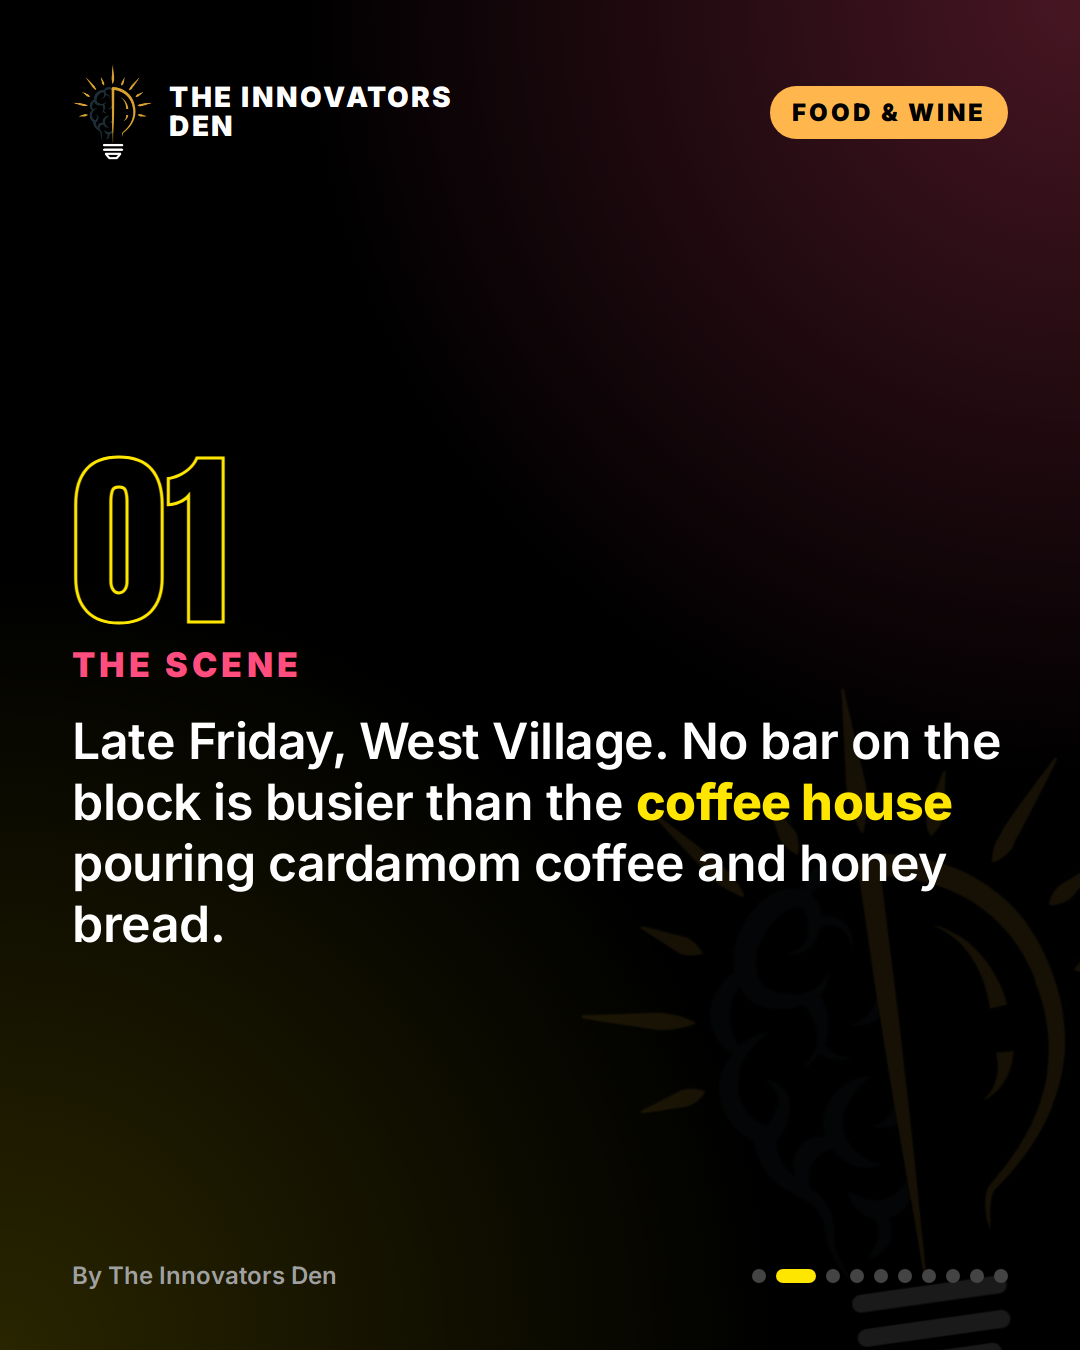 THE INNOVATORS
DEN
FOOD & WINE
01
THE SCENE
Late Friday, West Village. No bar on the
block is busier than the coffee house
pouring cardamom coffee and honey
bread.
By The Innovators Den